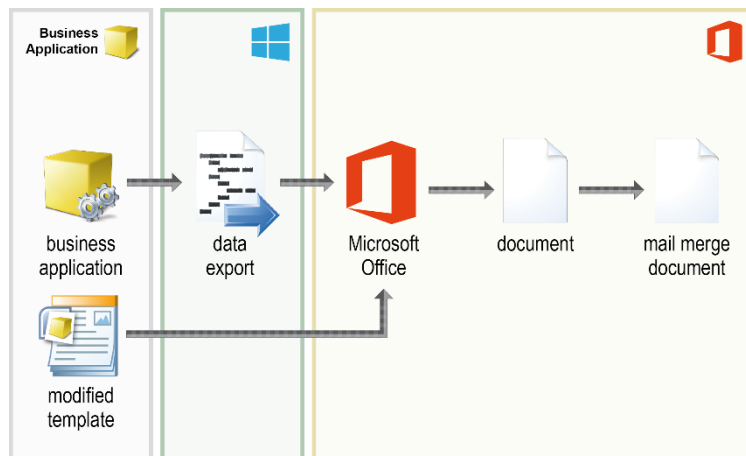 Business
Application
business
application
data
export
Microsoft
Office
document
mail merge
document
modified
template